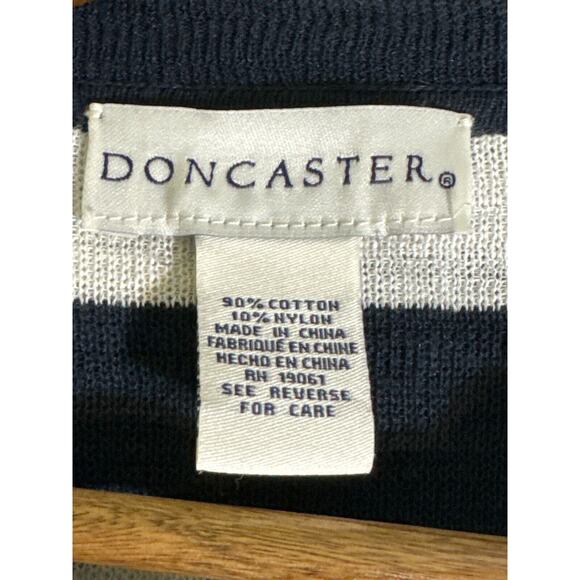 DONCASTER®
90% COTTON
10% NYLON
MADE IN CHINA
FABRIQUÉ EN CHINE
HECHO EN CHINA
RN 19061
SEE REVERSE
FOR CARE